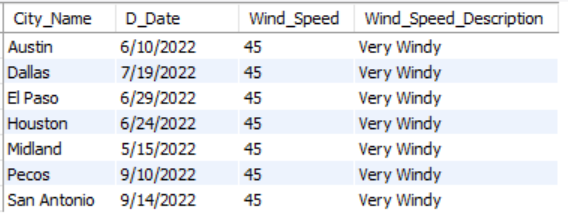 City_Name D_Date Wind_Speed Wind_Speed_Description
Austin 6/10/2022 45 Very Windy
Dallas 7/19/2022 45 Very Windy
El Paso 6/29/2022 45 Very Windy
Houston 6/24/2022 45 Very Windy
Midland 5/15/2022 45 Very Windy
Pecos 9/10/2022 45 Very Windy
San Antonio 9/14/2022 45 Very Windy